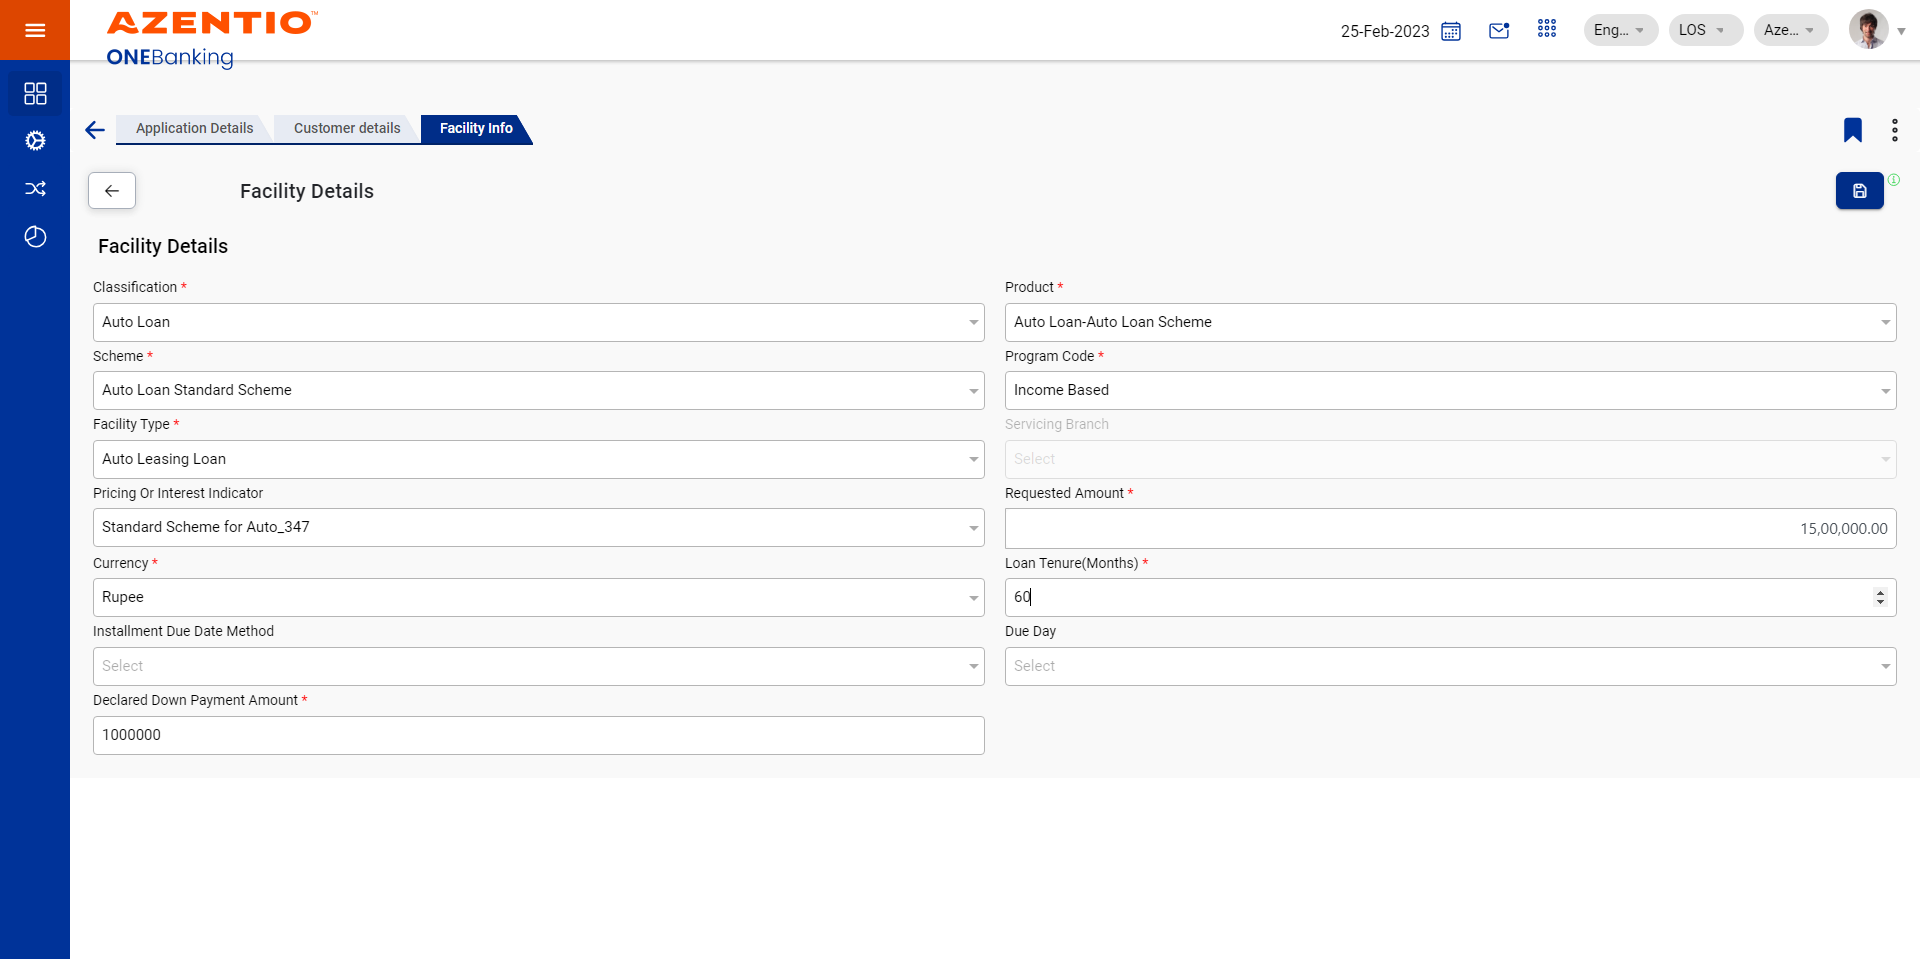 AZENTIO™
ONEBanking
25-Feb-2023
Eng...
LOS
Aze...
Application Details
Customer details
Facility Info
Facility Details
Facility Details
Classification *
Product *
Auto Loan
Auto Loan-Auto Loan Scheme
Scheme *
Program Code *
Auto Loan Standard Scheme
Income Based
Facility Type *
Servicing Branch
Auto Leasing Loan
Select
Pricing Or Interest Indicator
Requested Amount *
Standard Scheme for Auto_347
15,00,000.00
Currency *
Loan Tenure(Months) *
Rupee
60
Installment Due Date Method
Due Day
Select
Select
Declared Down Payment Amount *
1000000